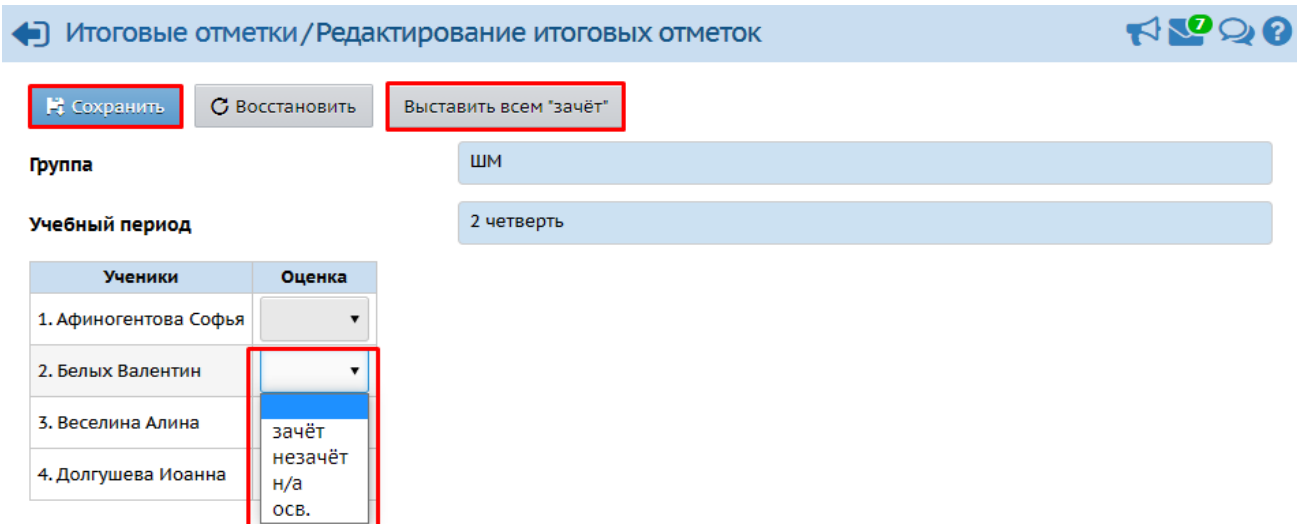 Итоговые отметки/Редактирование итоговых отметок
7
?
Сохранить
Восстановить
Выставить всем "зачёт"
Группа
ШМ
Учебный период
2 четверть
Ученики
Оценка
1. Афиногентова Софья
2. Белых Валентин
3. Веселина Алина
4. Долгушева Иоанна
зачёт
незачёт
н/а
осв.